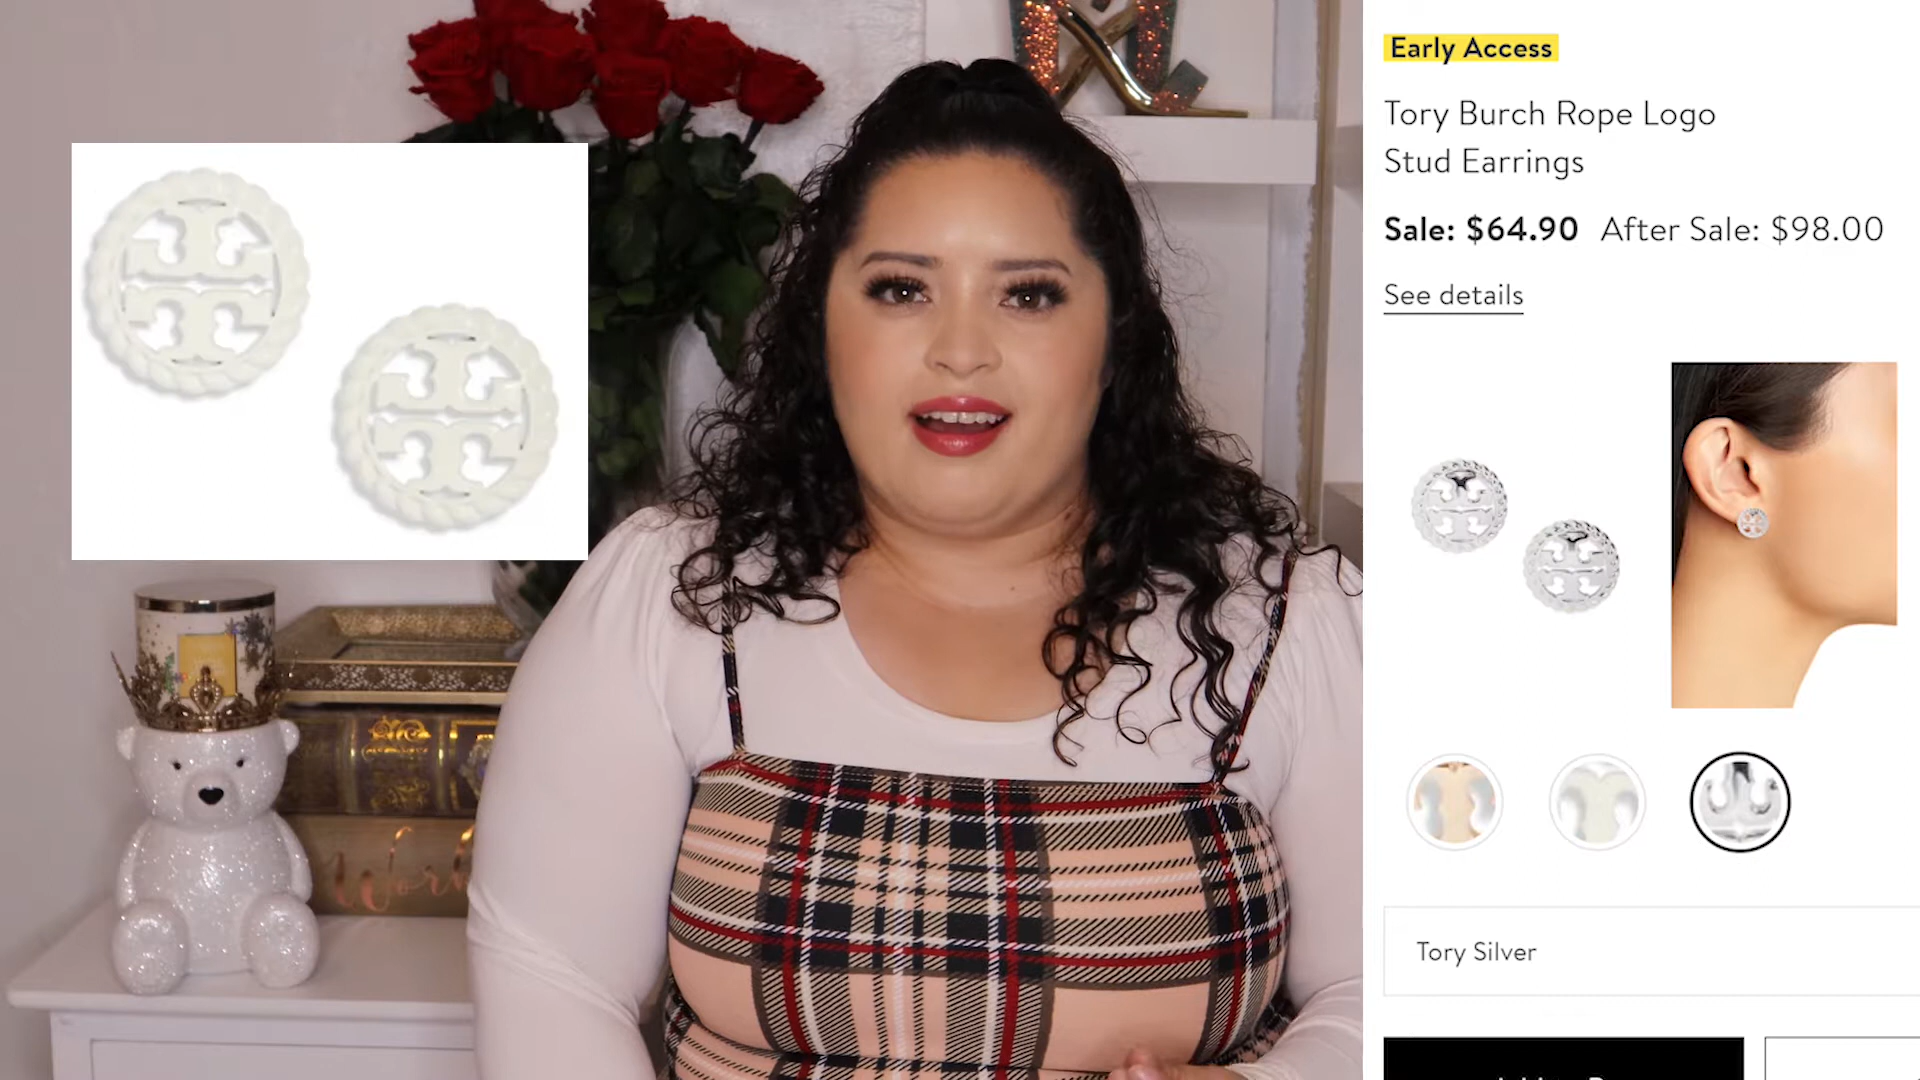 Early Access
Tory Burch Rope Logo
Stud Earrings
Sale: $64.90 After Sale: $98.00
See details
Tory Silver